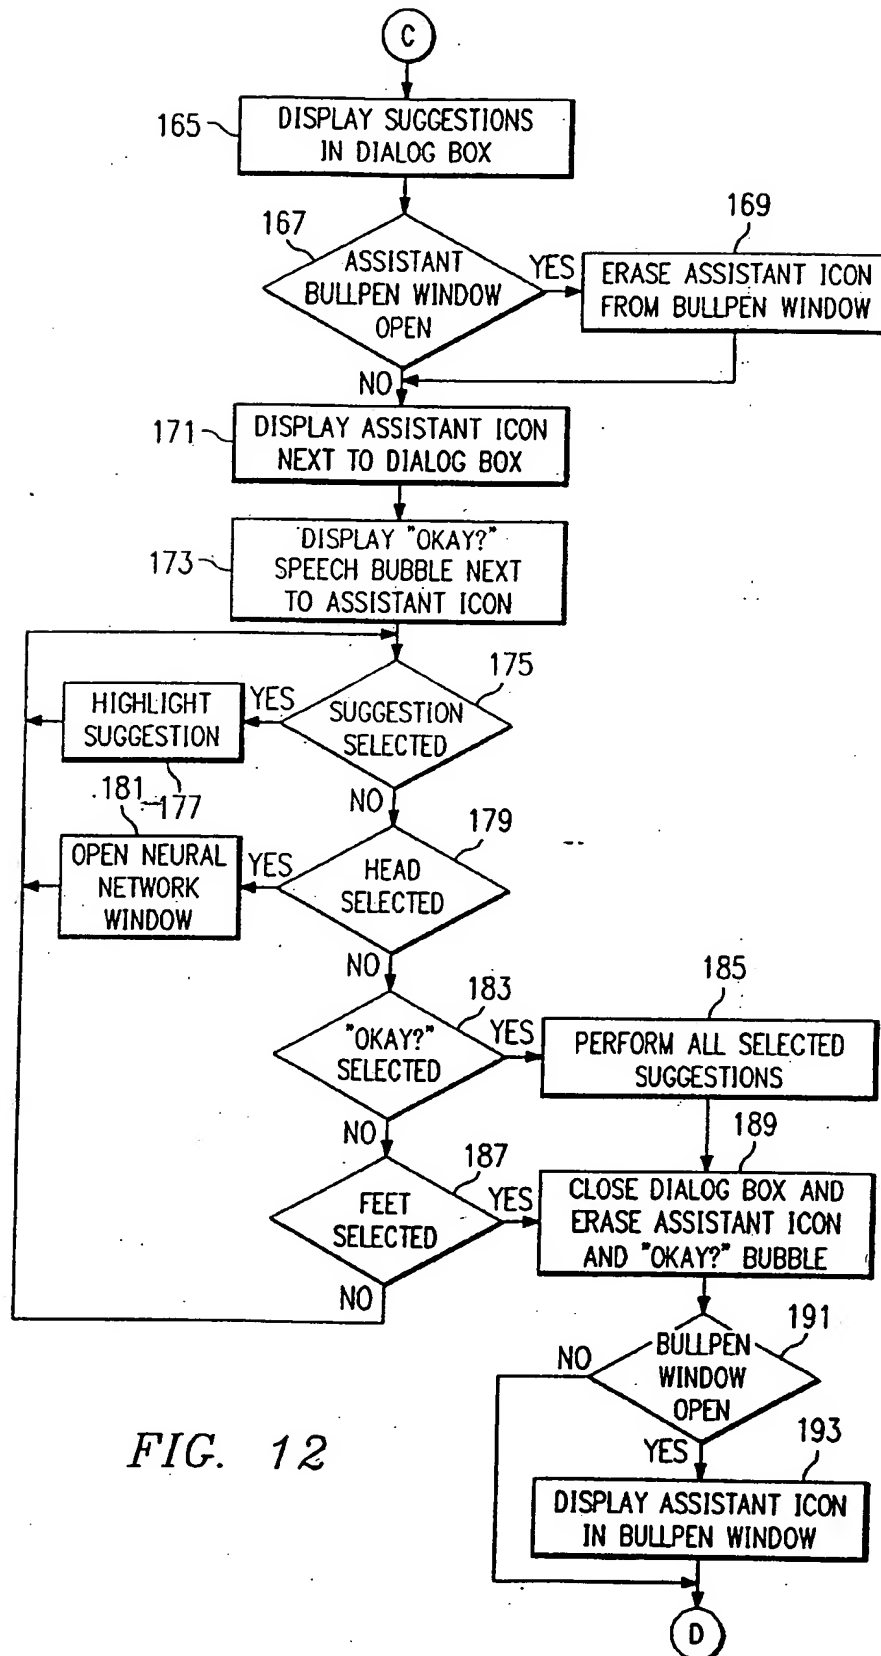 C
165
DISPLAY SUGGESTIONS
IN DIALOG BOX
167
ASSISTANT
BULLPEN WINDOW
OPEN
YES
169
ERASE ASSISTANT ICON
FROM BULLPEN WINDOW
NO
171
DISPLAY ASSISTANT ICON
NEXT TO DIALOG BOX
173
DISPLAY "OKAY?"
SPEECH BUBBLE NEXT
TO ASSISTANT ICON
175
SUGGESTION
SELECTED
YES
HIGHLIGHT
SUGGESTION
177
NO
179
HEAD
SELECTED
YES
181
OPEN NEURAL
NETWORK
WINDOW
NO
183
"OKAY?"
SELECTED
YES
185
PERFORM ALL SELECTED
SUGGESTIONS
NO
187
FEET
SELECTED
YES
189
CLOSE DIALOG BOX AND
ERASE ASSISTANT ICON
AND "OKAY?" BUBBLE
NO
191
BULLPEN
WINDOW
OPEN
NO
YES
193
DISPLAY ASSISTANT ICON
IN BULLPEN WINDOW
D
FIG. 12